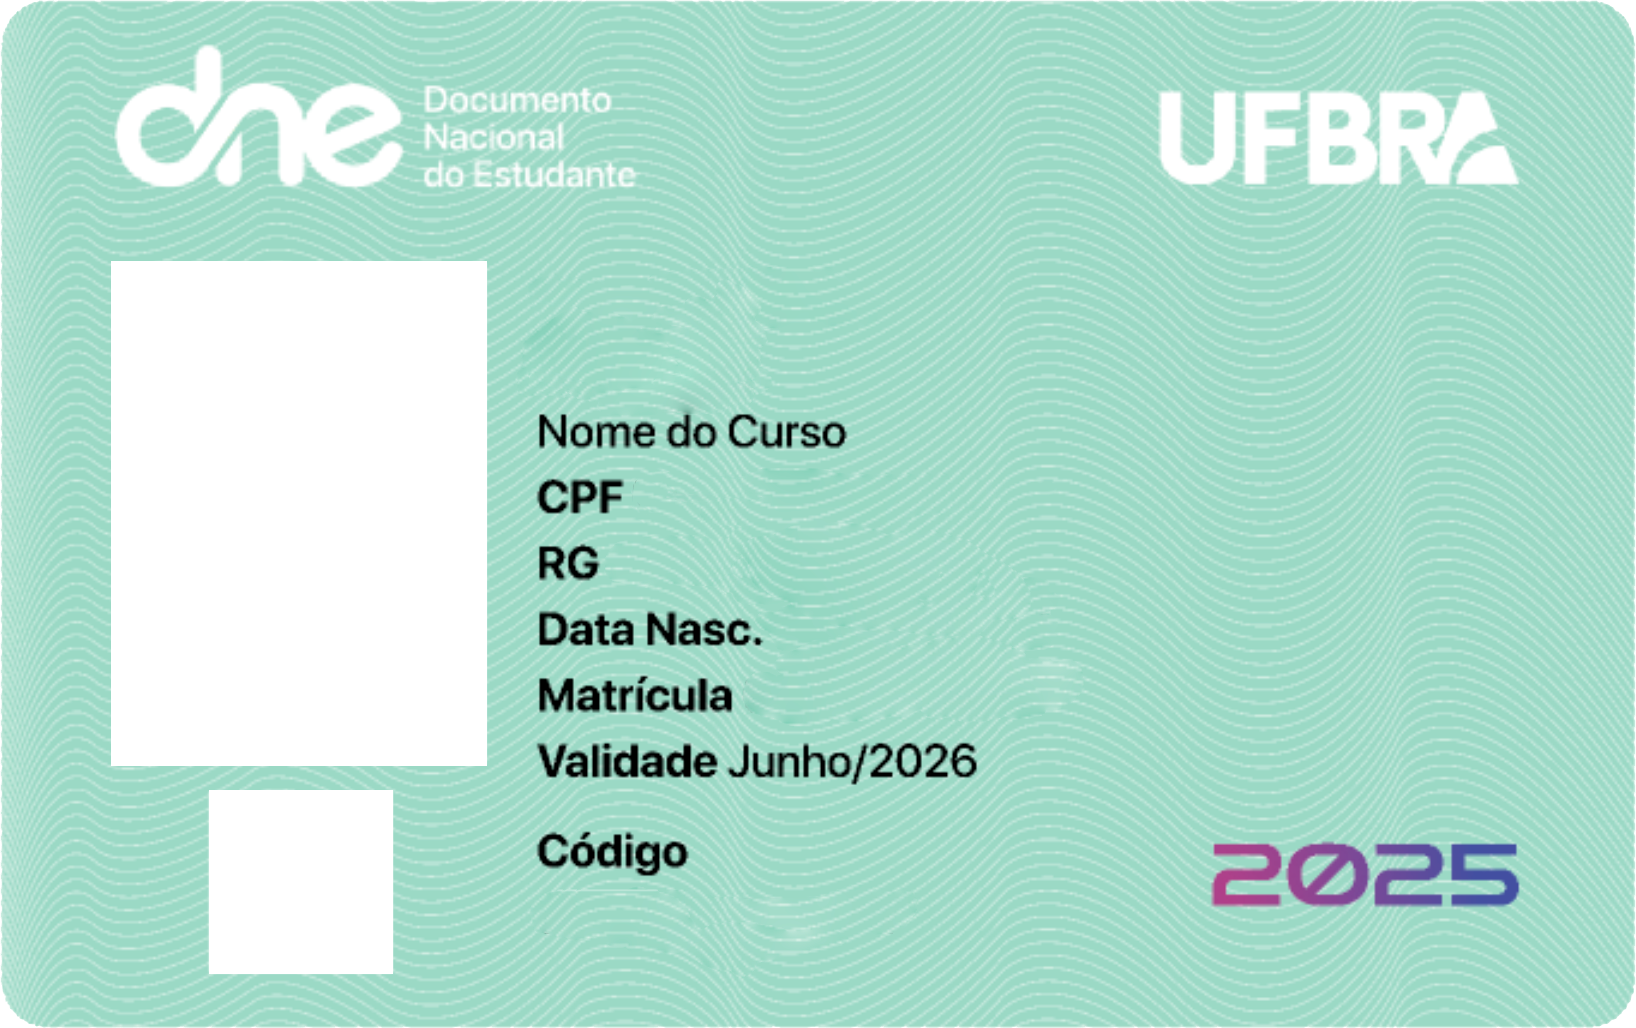 dne
Documento
Nacional
do Estudante
UFBRA
Nome do Curso
CPF
RG
Data Nasc.
Matrícula
Validade Junho/2026
Código
2025